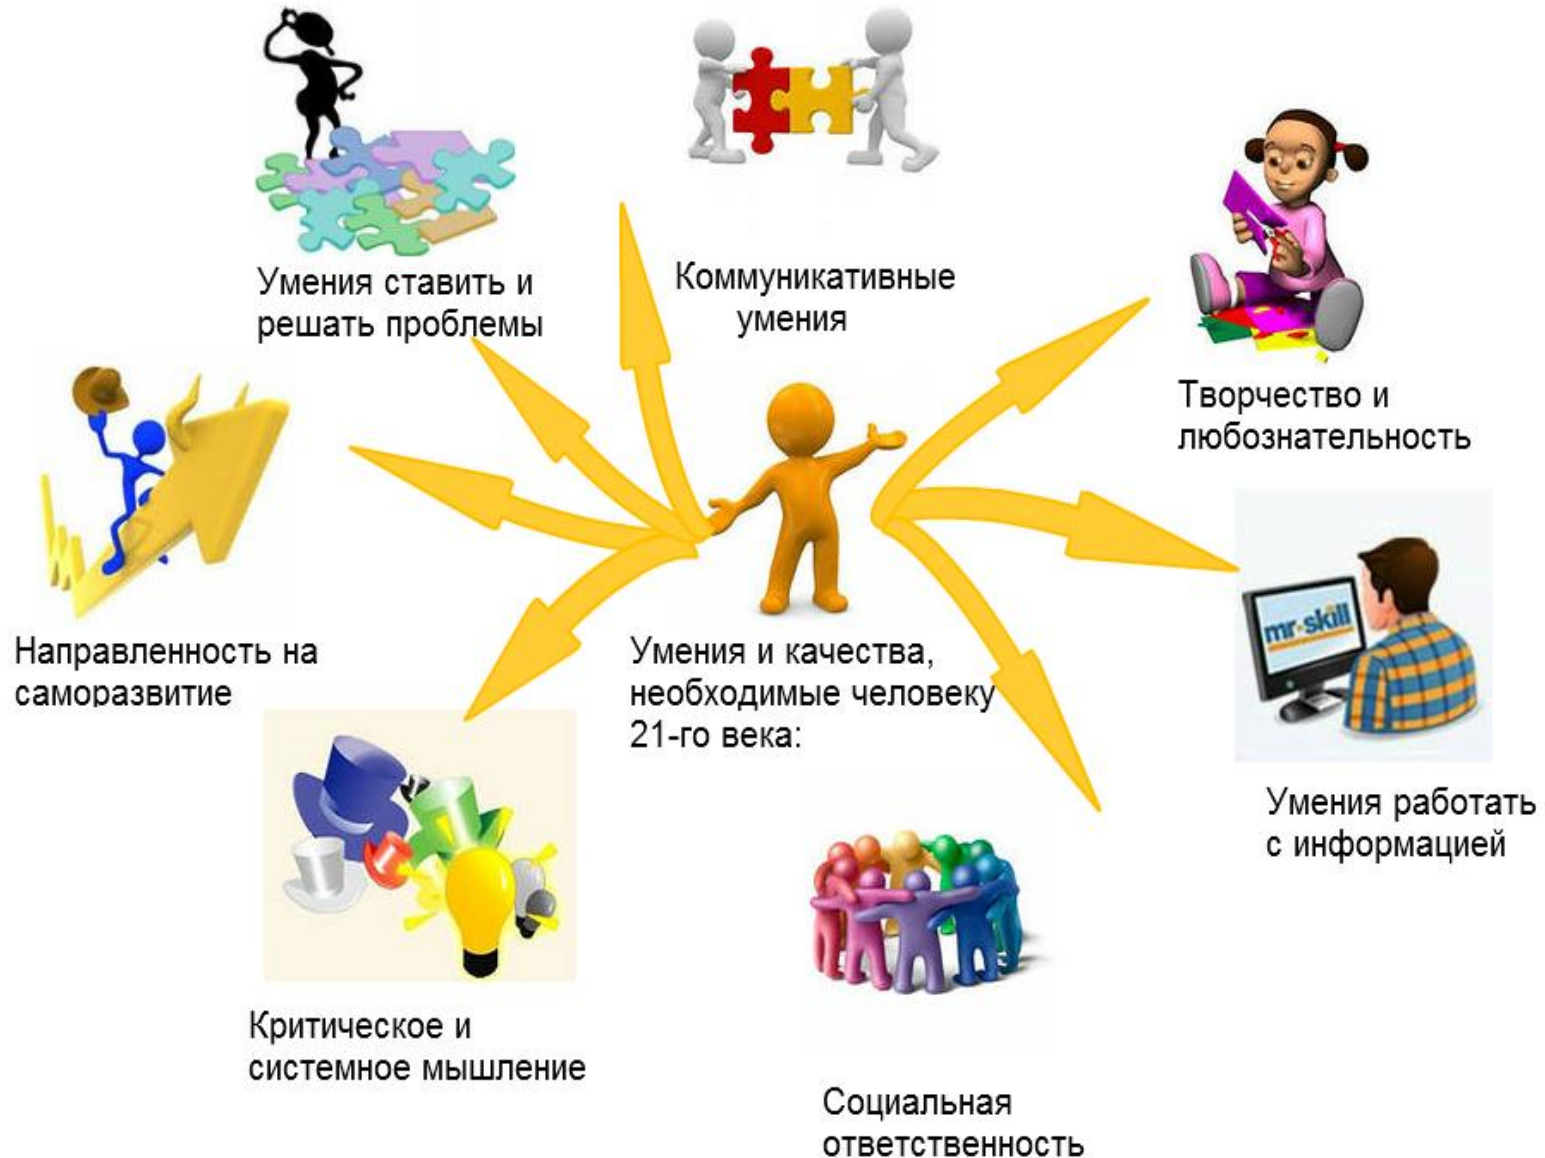 Умения ставить и
решать проблемы
Коммуникативные
умения
Творчество и
любознательность
Направленность на
саморазвитие
Умения и качества,
необходимые человеку
21-го века:
mr-skill
Умения работать
с информацией
Критическое и
системное мышление
Социальная
ответственность